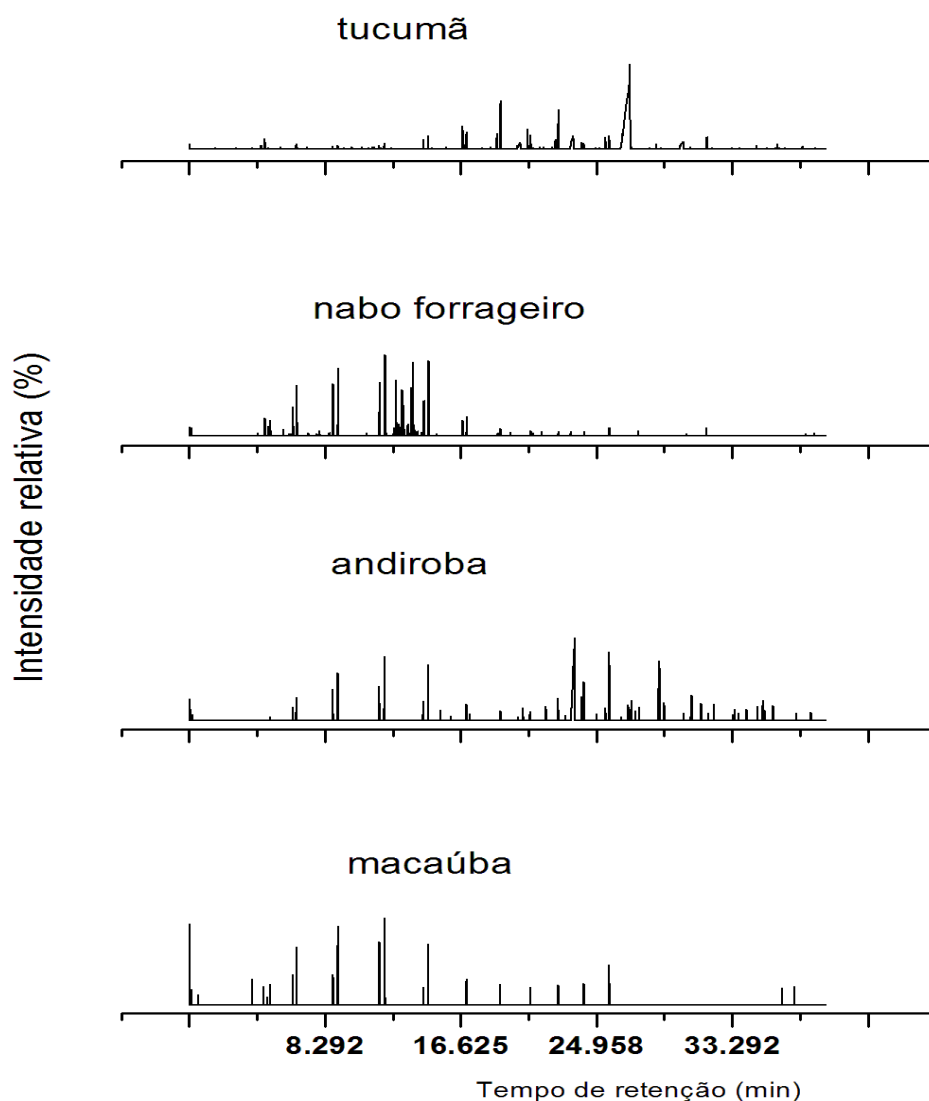 tucumã
nabo forrageiro
Intensidade relativa (%)
andiroba
macaúba
8.292 16.625 24.958 33.292
Tempo de retenção (min)